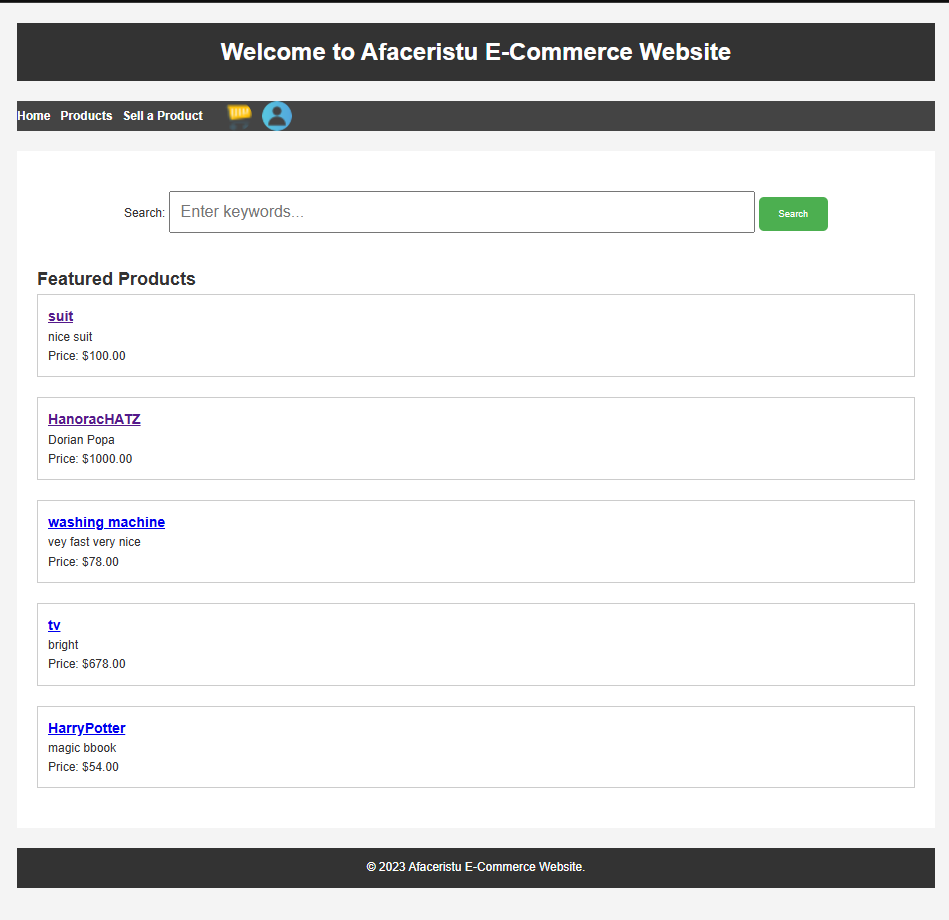 Welcome to Afaceristu E-Commerce Website
Home Products Sell a Product
Search: Enter keywords... Search
Featured Products
suit
nice suit
Price: $100.00
HanoracHATZ
Dorian Popa
Price: $1000.00
washing machine
vey fast very nice
Price: $78.00
tv
bright
Price: $678.00
HarryPotter
magic bbook
Price: $54.00
© 2023 Afaceristu E-Commerce Website.